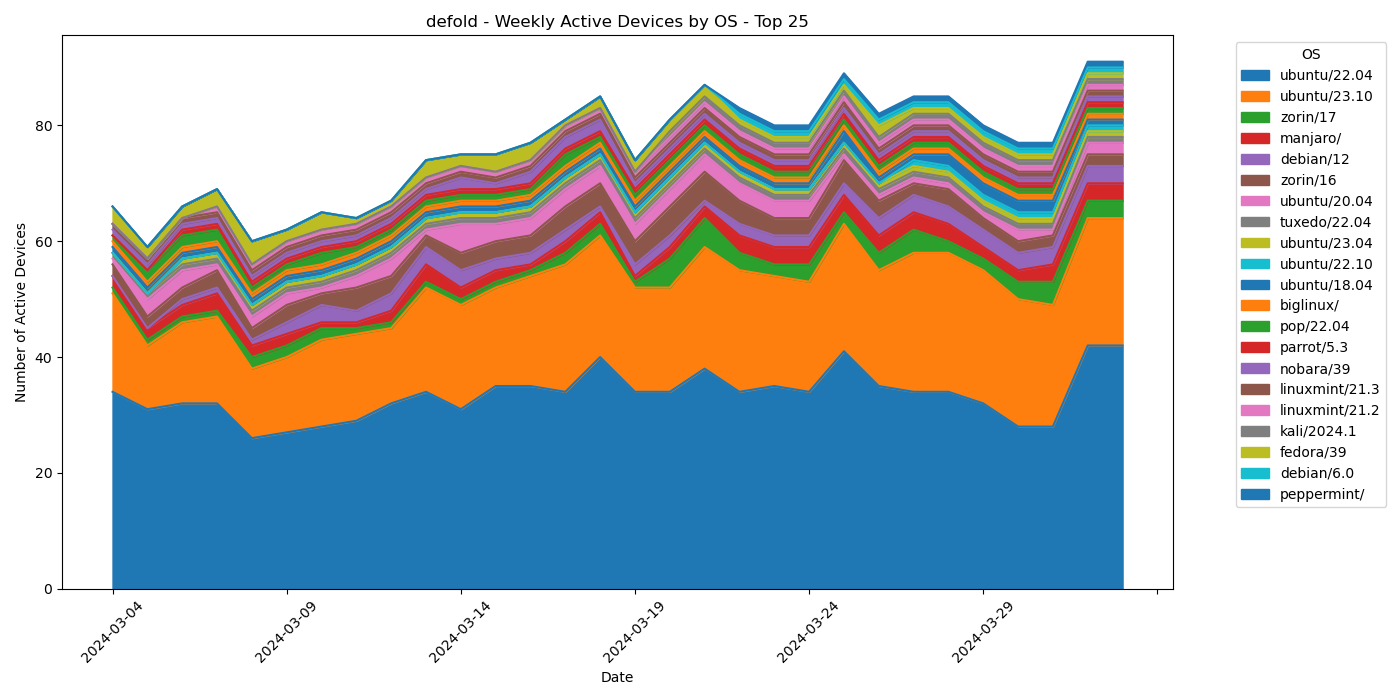 defold - Weekly Active Devices by OS - Top 25
Number of Active Devices
80
60
40
20
0
2024-03-04
2024-03-09
2024-03-14
2024-03-19
2024-03-24
2024-03-29
Date
OS
ubuntu/22.04
ubuntu/23.10
zorin/17
manjaro/
debian/12
zorin/16
ubuntu/20.04
tuxedo/22.04
ubuntu/23.04
ubuntu/22.10
ubuntu/18.04
biglinux/
pop/22.04
parrot/5.3
nobara/39
linuxmint/21.3
linuxmint/21.2
kali/2024.1
fedora/39
debian/6.0
peppermint/